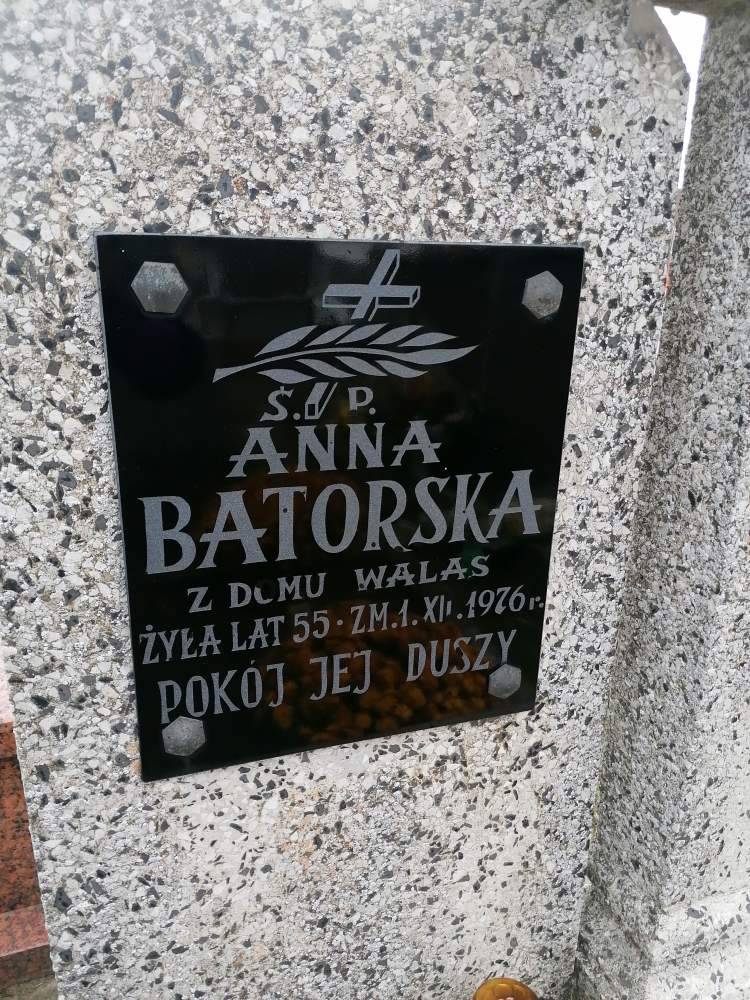 Ś. P.
ANNA
BATORSKA
Z DOMU WALAS
ŻYŁA LAT 55 · ZM. 1. XII. 1976 r.
POKÓJ JEJ DUSZY